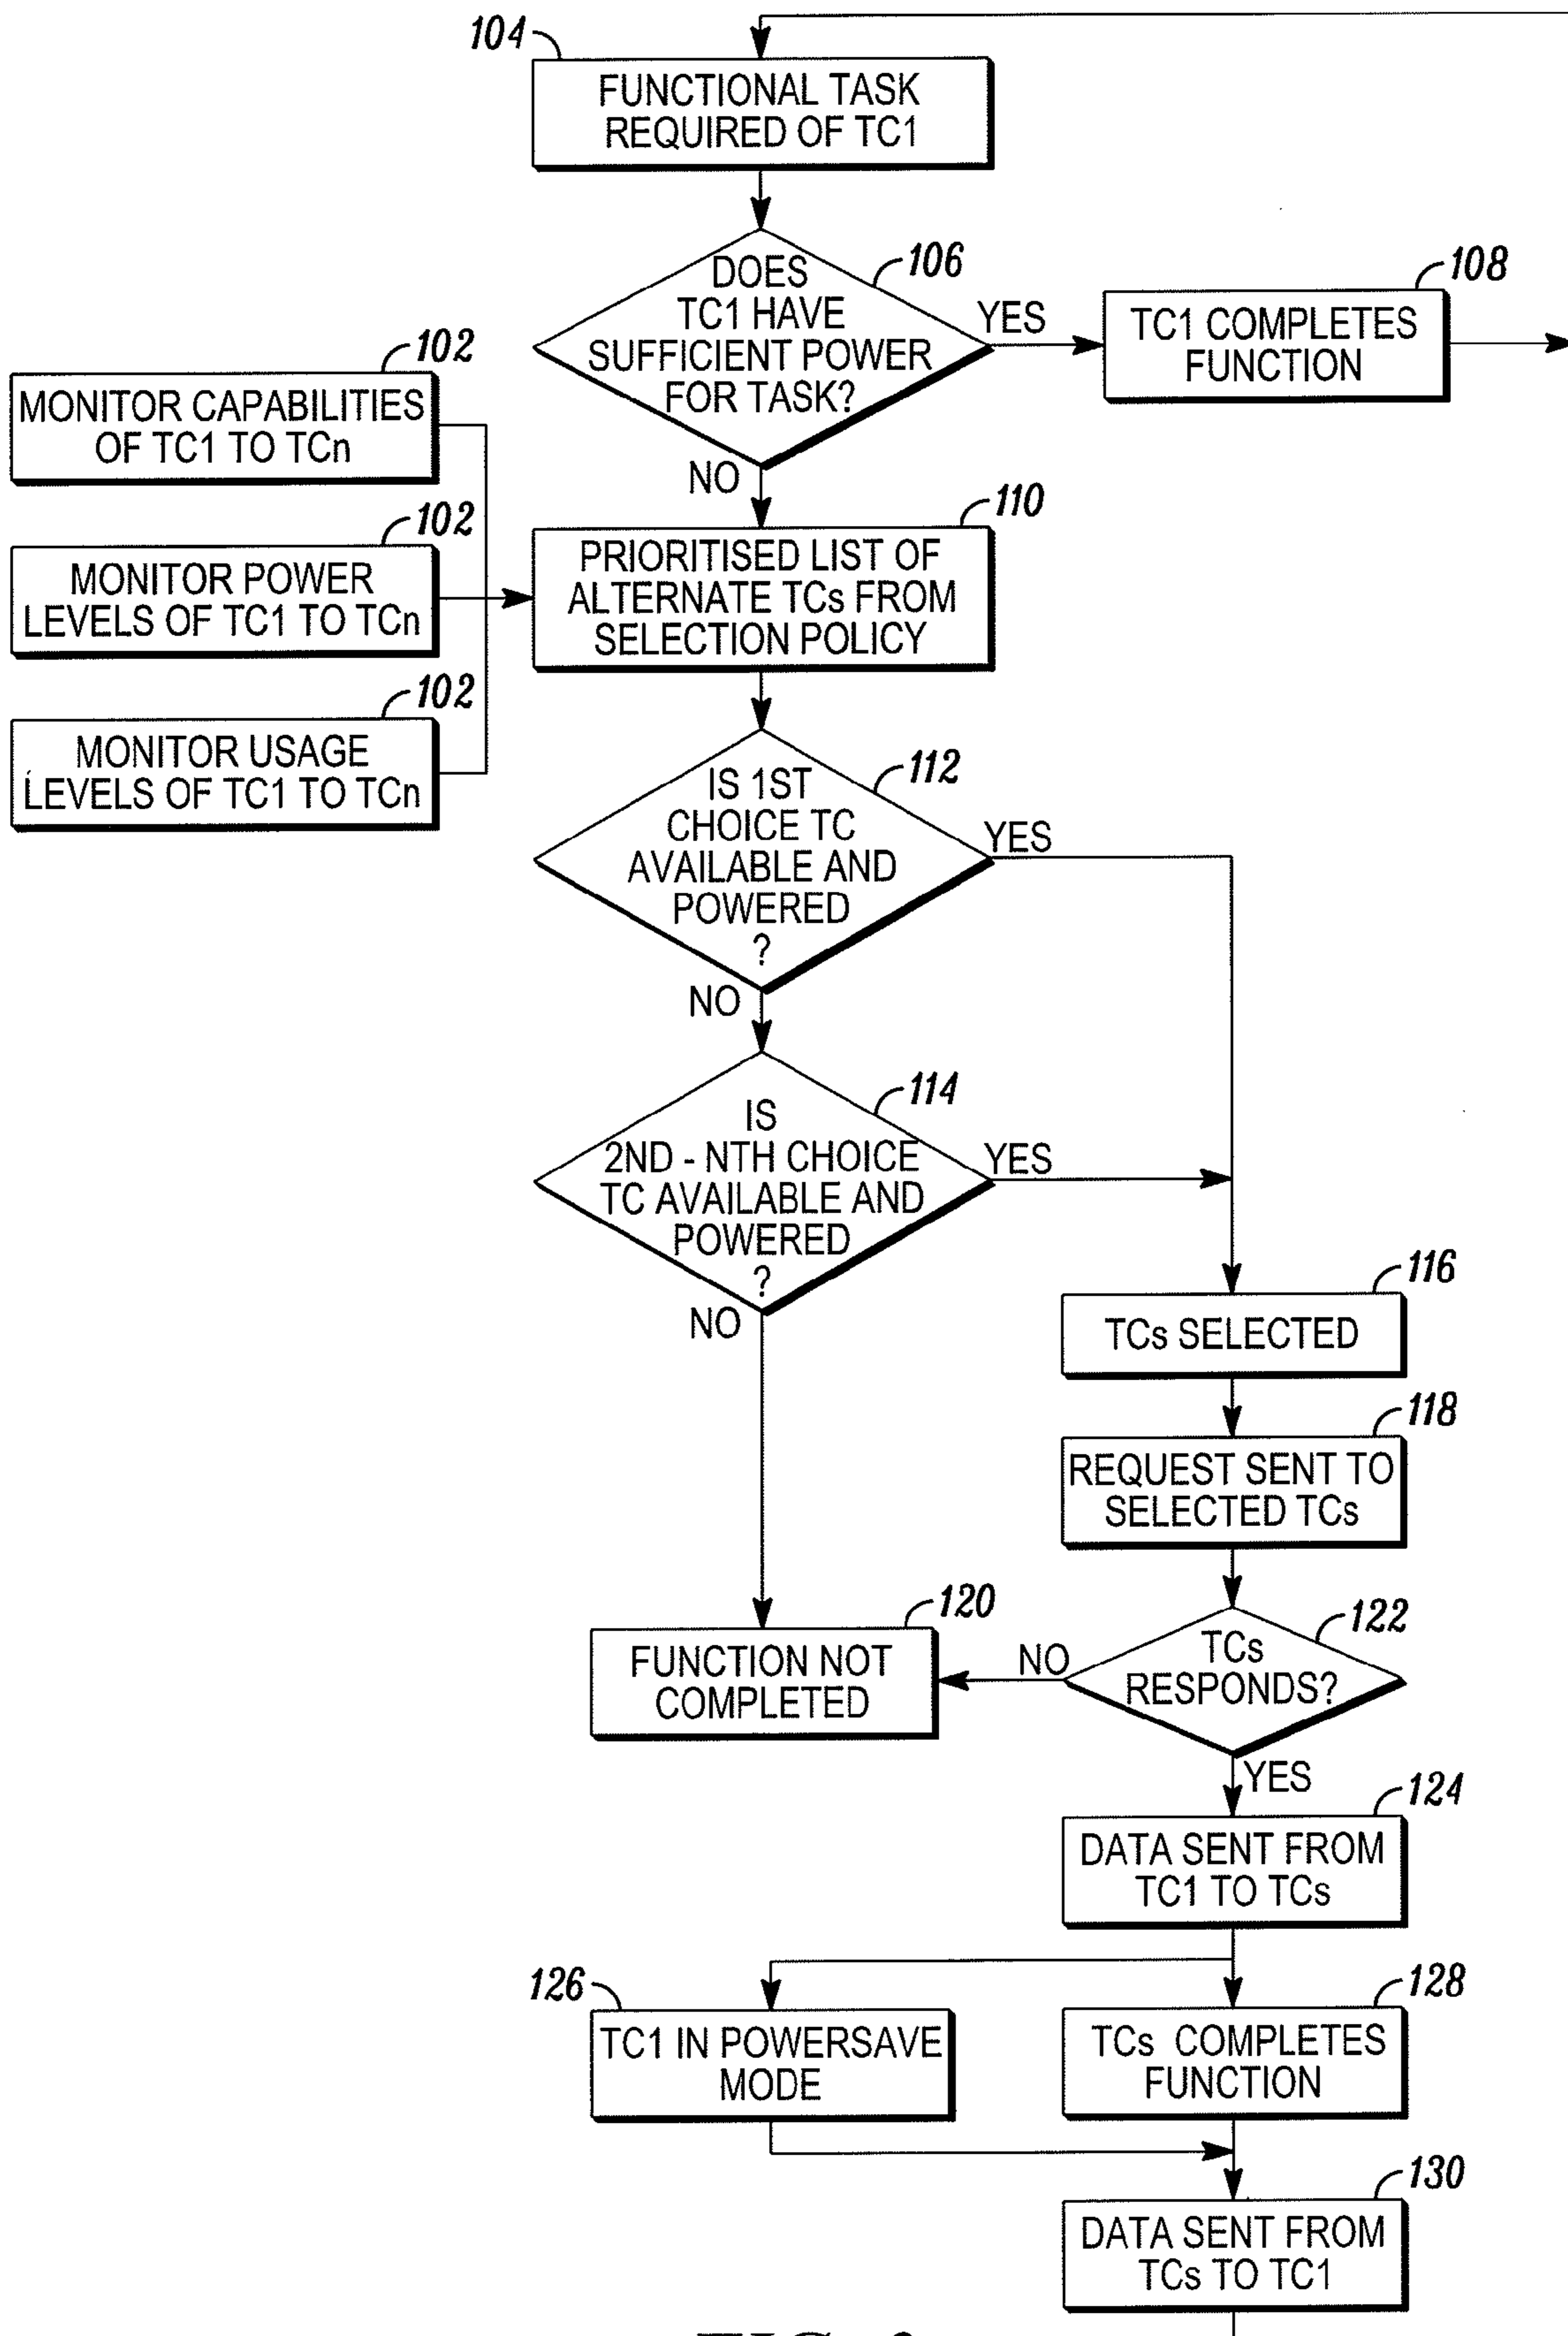 104
FUNCTIONAL TASK
REQUIRED OF TC1
106
DOES
TC1 HAVE
SUFFICIENT POWER
FOR TASK?
YES
108
TC1 COMPLETES
FUNCTION
NO
102
MONITOR CAPABILITIES
OF TC1 TO TCn
102
MONITOR POWER
LEVELS OF TC1 TO TCn
102
MONITOR USAGE
LEVELS OF TC1 TO TCn
110
PRIORITISED LIST OF
ALTERNATE TCs FROM
SELECTION POLICY
112
IS 1ST
CHOICE TC
AVAILABLE AND
POWERED
?
YES
NO
114
IS
2ND - NTH CHOICE
TC AVAILABLE AND
POWERED
?
YES
NO
116
TCs SELECTED
118
REQUEST SENT TO
SELECTED TCs
120
FUNCTION NOT
COMPLETED
122
TCs
RESPONDS?
NO
YES
124
DATA SENT FROM
TC1 TO TCs
126
TC1 IN POWERSAVE
MODE
128
TCs COMPLETES
FUNCTION
130
DATA SENT FROM
TCs TO TC1